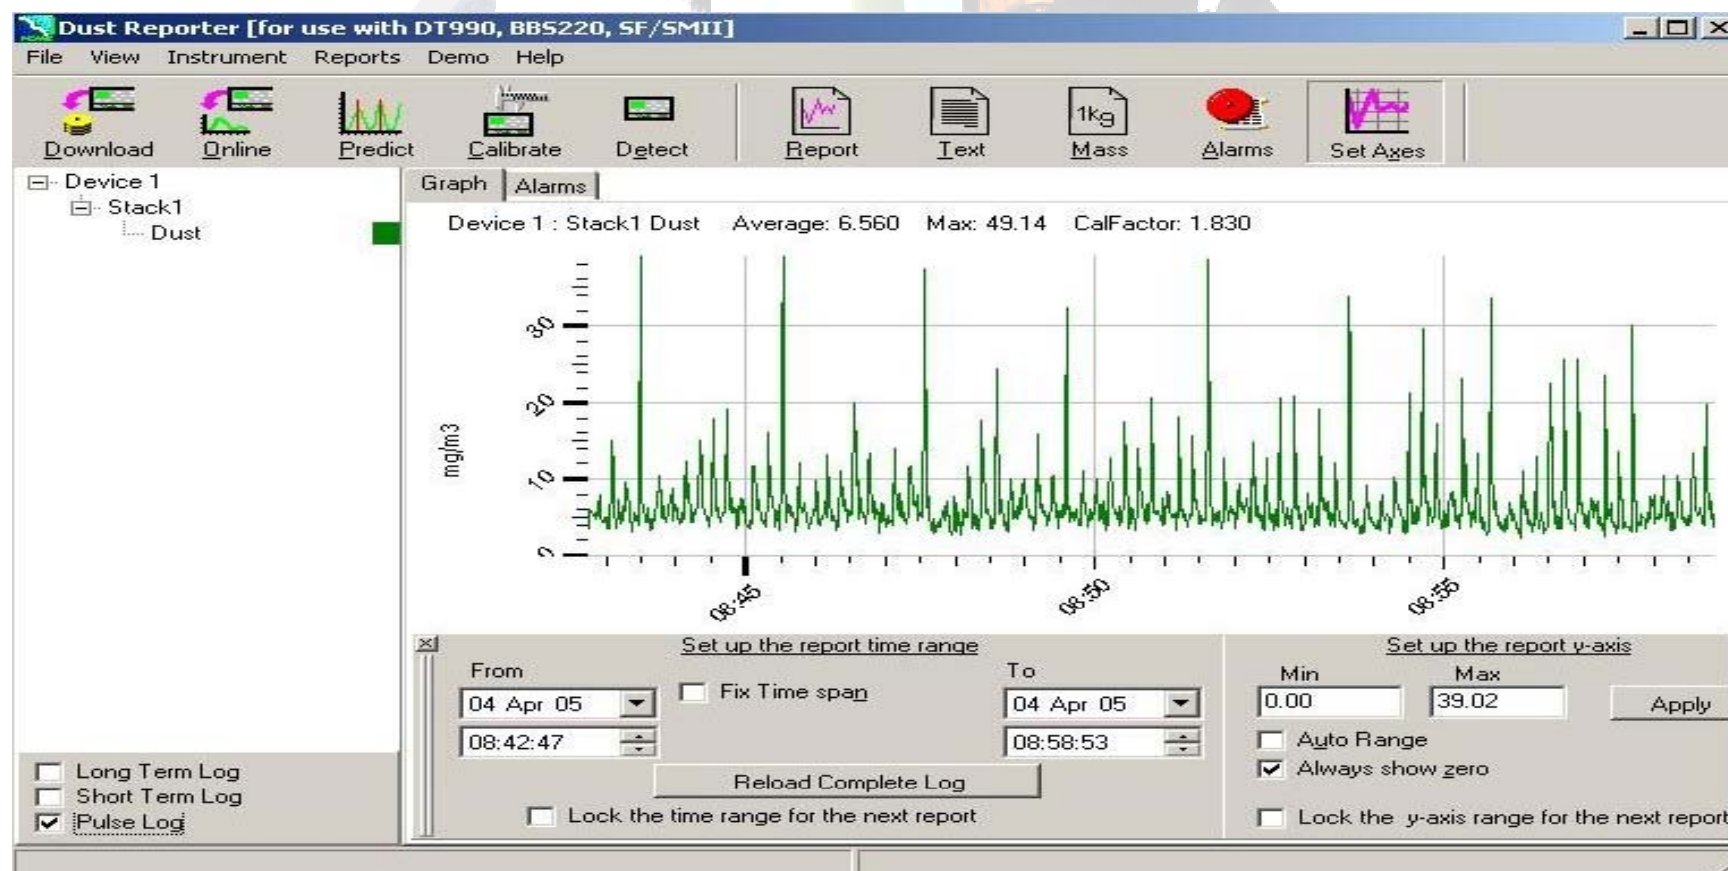 Dust Reporter [for use with DT990, BBS220, SF/SMII]
File View Instrument Reports Demo Help
Download Online Predict Calibrate Detect Report Text Mass Alarms Set Axes
1kg
Device 1
Stack1
Dust
Graph Alarms
Device 1 : Stack1 Dust Average: 6.560 Max: 49.14 CalFactor: 1.830
mg/m3
30
20
10
0
08:45 08:50 08:55
Set up the report time range
From To
04 Apr 05 Fix Time span 04 Apr 05
08:42:47 08:58:53
Reload Complete Log
Lock the time range for the next report
Set up the report y-axis
Min Max
0.00 39.02 Apply
Auto Range
Always show zero
Lock the y-axis range for the next report
Long Term Log
Short Term Log
Pulse Log